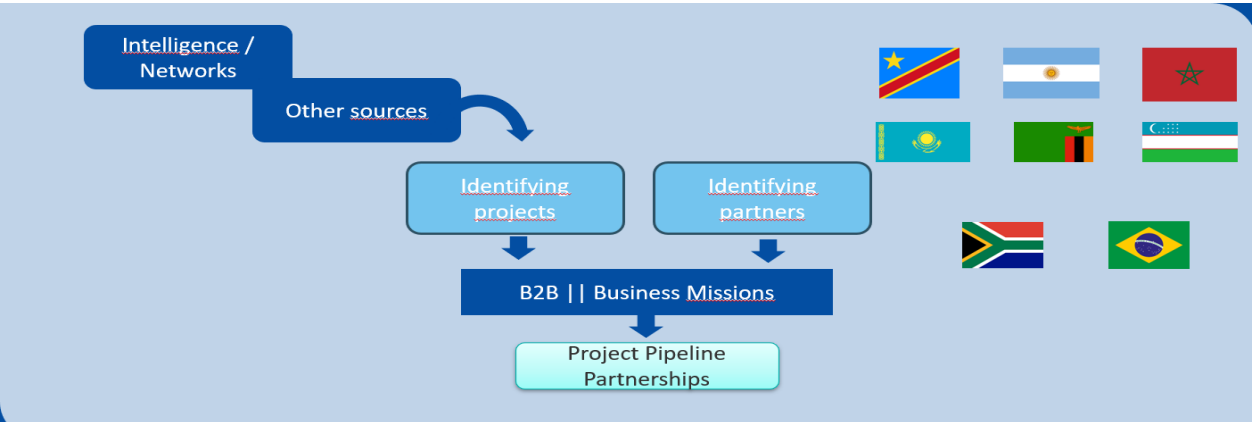 Intelligence /
Networks
Other sources
Identifying
projects
Identifying
partners
B2B || Business Missions
Project Pipeline
Partnerships